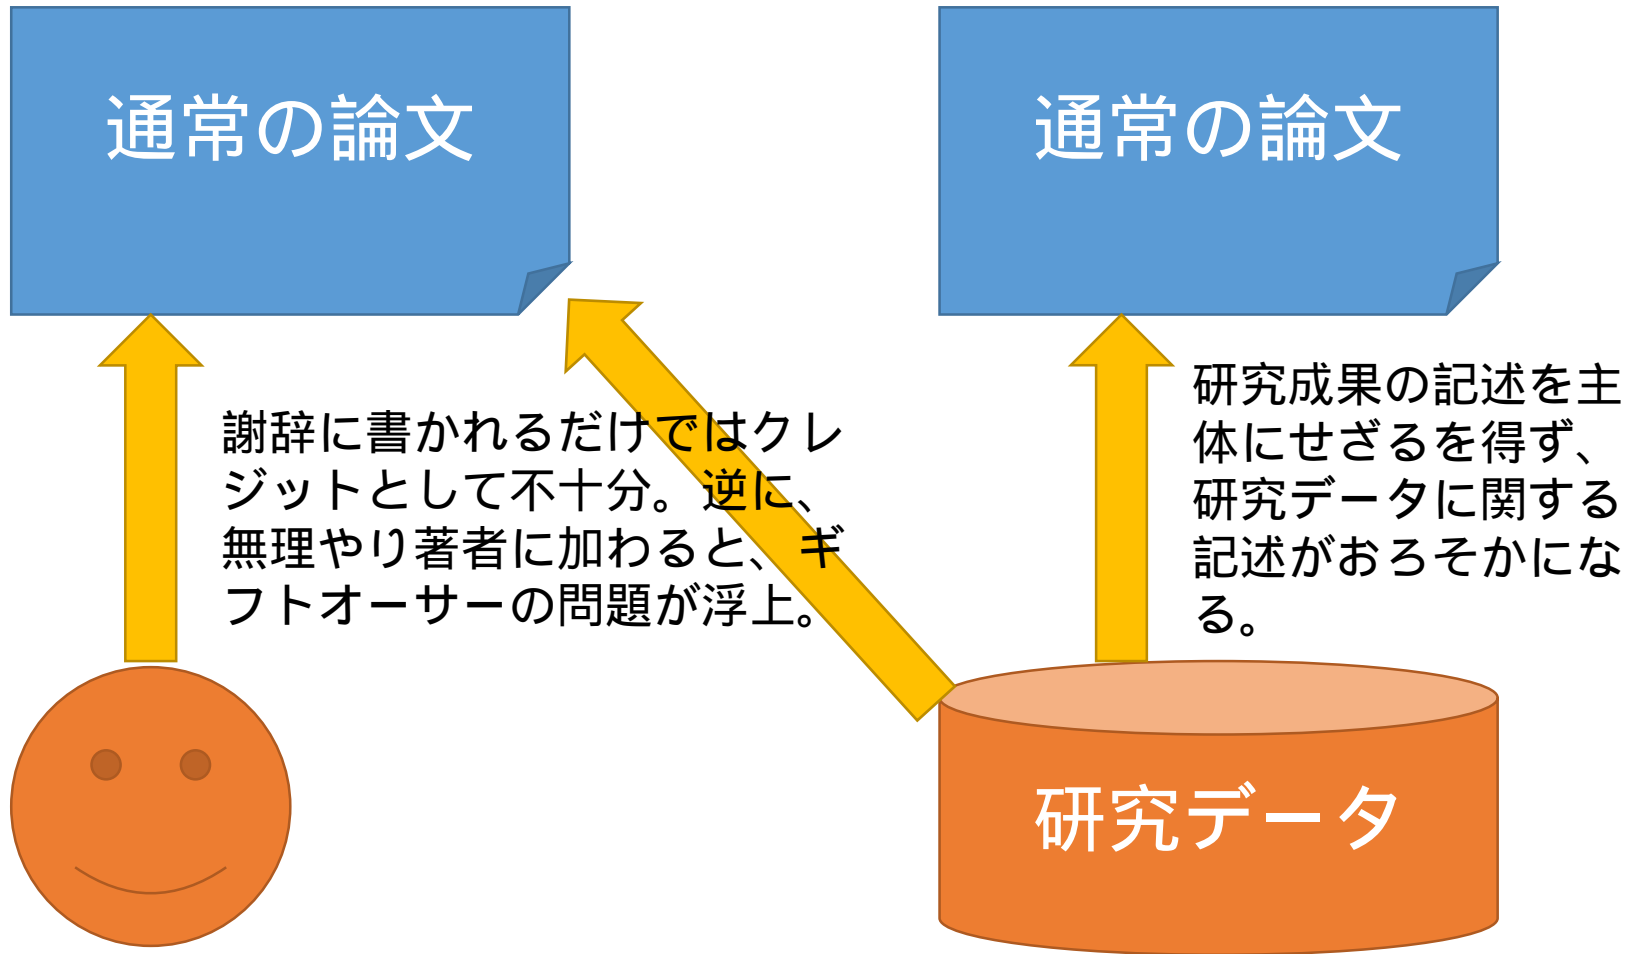 通常の論文
通常の論文
謝辞に書かれるだけではクレ
ジットとして不十分。逆に、
無理やり著者に加わると、ギ
フトオーサーの問題が浮上。
研究成果の記述を主
体にせざるを得ず、
研究データに関する
記述がおろそかにな
る。
研究データ